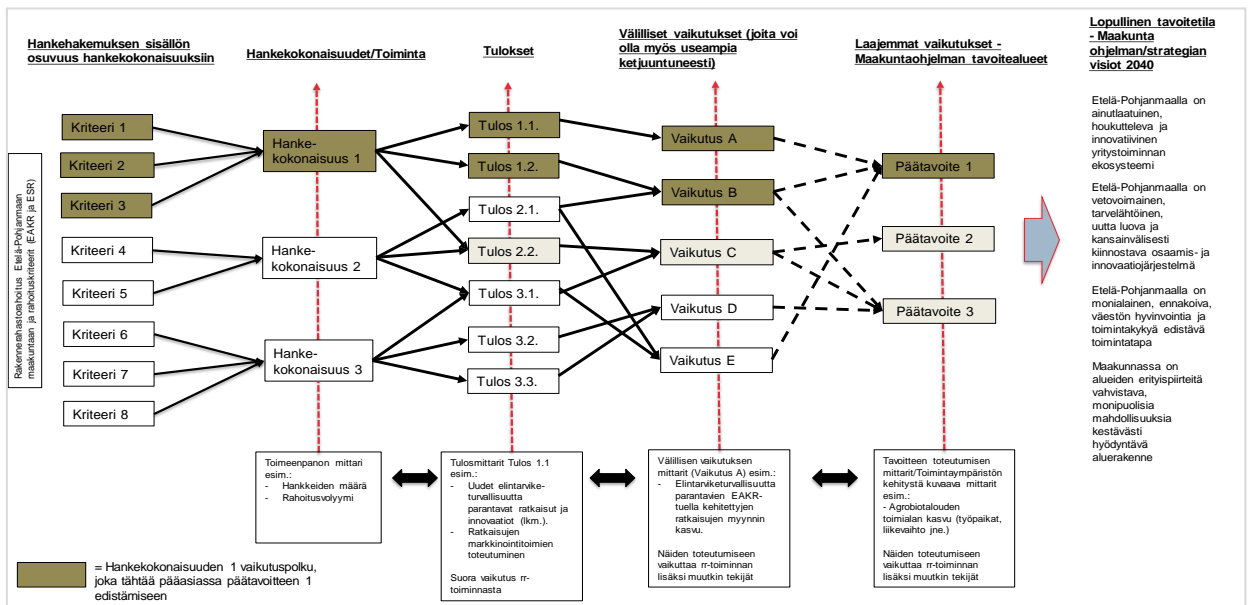 Hankehakemuksen sisällön
osuvuus hankekokonaisuuksiin
Hankekokonaisuudet/Toiminta
Tulokset
Välilliset vaikutukset (joita voi
olla myös useampia
ketjuuntuneesti)
Laajemmat vaikutukset -
Maakuntaohjelman tavoitealueet
Lopullinen tavoitetila
- Maakunta
ohjelman/strategian
visiot 2040
Rakennerahastoahoitus Etelä-Pohjanmaan
maakuntaan ja rahoituskriteerit (EAKR ja ESR)
Kriteeri 1
Kriteeri 2
Kriteeri 3
Kriteeri 4
Kriteeri 5
Kriteeri 6
Kriteeri 7
Kriteeri 8
Hanke-
kokonaisuus 1
Hanke-
kokonaisuus 2
Hanke-
kokonaisuus 3
Tulos 1.1.
Tulos 1.2.
Tulos 2.1.
Tulos 2.2.
Tulos 3.1.
Tulos 3.2.
Tulos 3.3.
Vaikutus A
Vaikutus B
Vaikutus C
Vaikutus D
Vaikutus E
Päätavoite 1
Päätavoite 2
Päätavoite 3
Etelä-Pohjanmaalla on
ainutlaatuinen,
houkutteleva ja
innovatiivinen
yritystoiminnan
ekosysteemi
Etelä-Pohjanmaalla on
vetovoimainen,
tarvelähtöinen,
uutta luova ja
kansainvälisesti
kiinnostava osaamis- ja
innovaatiojärjestelmä
Etelä-Pohjanmaalla on
monialainen, ennakoiva,
väestön hyvinvointia ja
toimintakykyä edistävä
toimintatapa
Maakunnassa on
alueiden erityispiirteitä
vahvistava,
monipuolisia
mahdollisuuksia
kestävästi
hyödyntävä
aluerakenne
Toimeenpanon mittari
esim.:
- Hankkeiden määrä
- Rahoitusvolyymi
Tulosmittarit Tulos 1.1
esim.:
- Uudet elintarvike-
turvallisuutta
parantavat ratkaisut ja
innovaatiot (lkm.).
- Ratkaisujen
markkinointitoimien
toteutuminen
Suora vaikutus rr-
toiminnasta
Välillisen vaikutuksen
mittarit (Vaikutus A) esim.:
- Elintarviketurvallisuutta
parantavien EAKR-
tuella kehitettyjen
ratkaisujen myynnin
kasvu.
Näiden toteutumiseen
vaikuttaa rr-toiminnan
lisäksi muutkin tekijät
Tavoitteen toteutumisen
mittarit/Toimintaympäristön
kehitystä kuvaava mittarit
esim.:
- Agrobiotalouden
toimialan kasvu (työpaikat,
liikevaihto jne.)
Näiden toteutumiseen
vaikuttaa rr-toiminnan
lisäksi muutkin tekijät
= Hankekokonaisuuden 1 vaikutuspolku,
joka tähtää pääasiassa päätavoitteen 1
edistämiseen